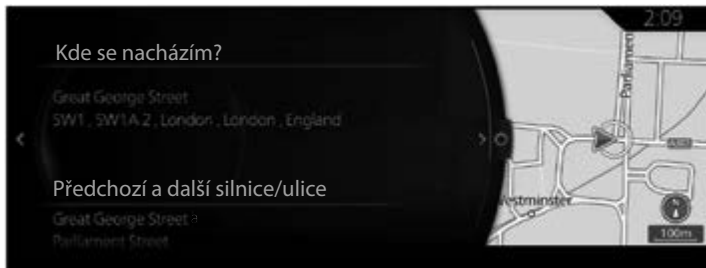 2:09
Kde se nacházím?
Great George Street
SW1 , SW1A 2 , London , London , England
Předchozí a další silnice/ulice
Great George Street
Parliament Street
Parliamen
Westminster
N
100m